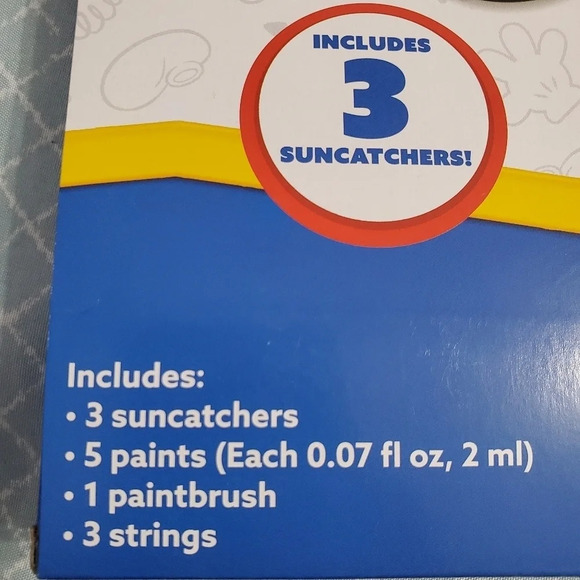 INCLUDES
3
SUNCATCHERS!
Includes:
• 3 suncatchers
• 5 paints (Each 0.07 fl oz, 2 ml)
• 1 paintbrush
• 3 strings